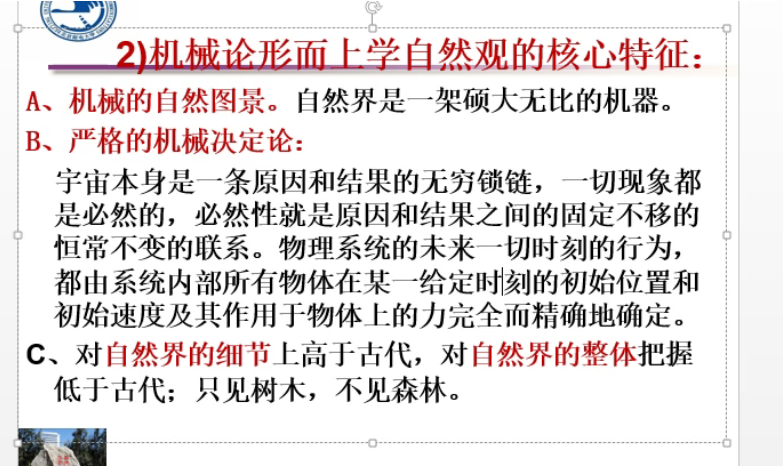 2)机械论形而上学自然观的核心特征：
A、机械的自然图景。自然界是一架硕大无比的机器。
B、严格的机械决定论：
宇宙本身是一条原因和结果的无穷锁链，一切现象都
是必然的，必然性就是原因和结果之间的固定不移的
恒常不变的联系。物理系统的未来一切时刻的行为，
都由系统内部所有物体在某一给定时刻的初始位置和
初始速度及其作用于物体上的力完全而精确地确定。
C、对自然界的细节上高于古代，对自然界的整体把握
低于古代；只见树木，不见森林。